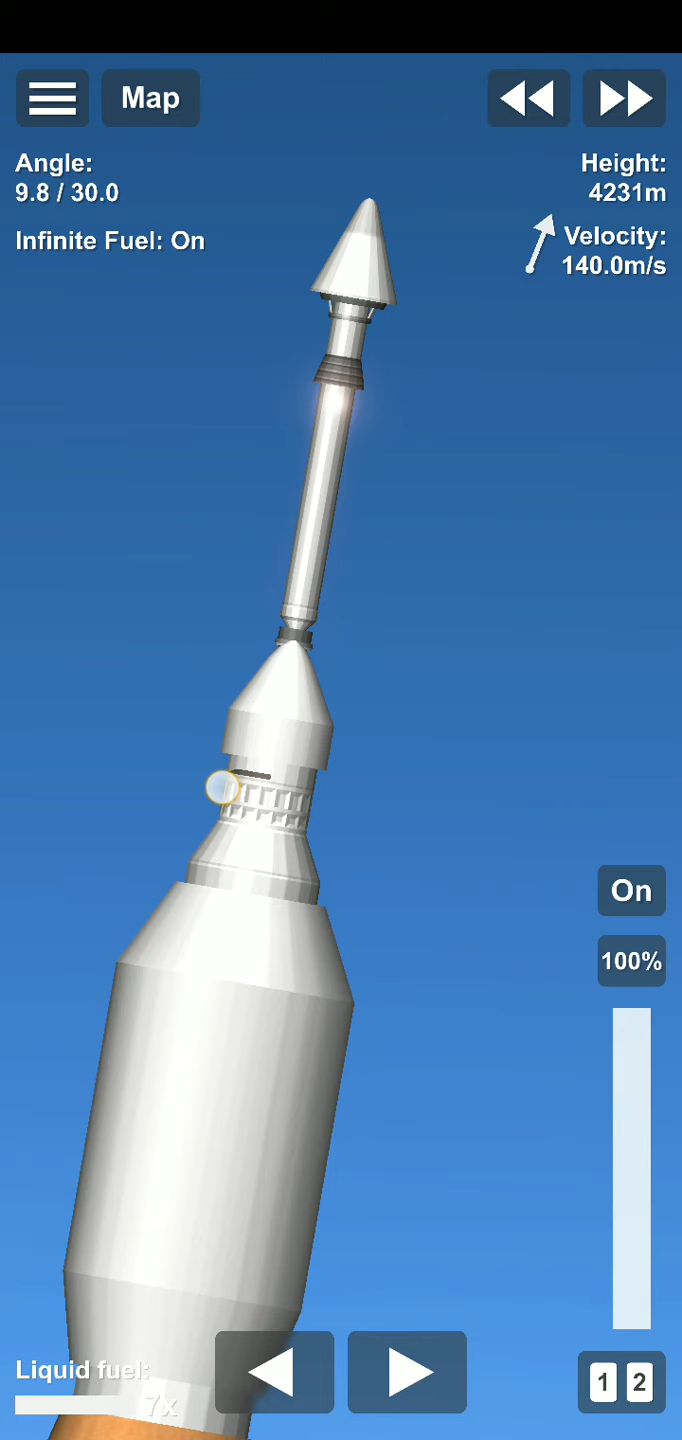 Map
Angle:
9.8 / 30.0
Infinite Fuel: On
Height:
4231m
Velocity:
140.0m/s
On
100%
Liquid fuel:
7x
1 2